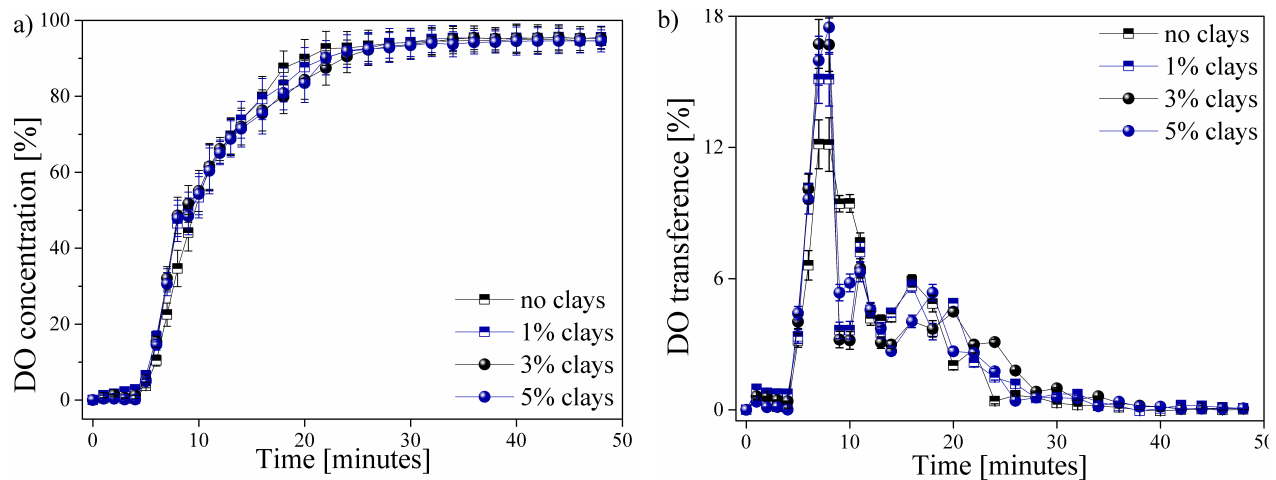 a)
DO concentration [%]
100
80
60
40
20
0
no clays
1% clays
3% clays
5% clays
0 10 20 30 40 50
Time [minutes]
b)
DO transference [%]
18
12
6
0
no clays
1% clays
3% clays
5% clays
0 10 20 30 40 50
Time [minutes]